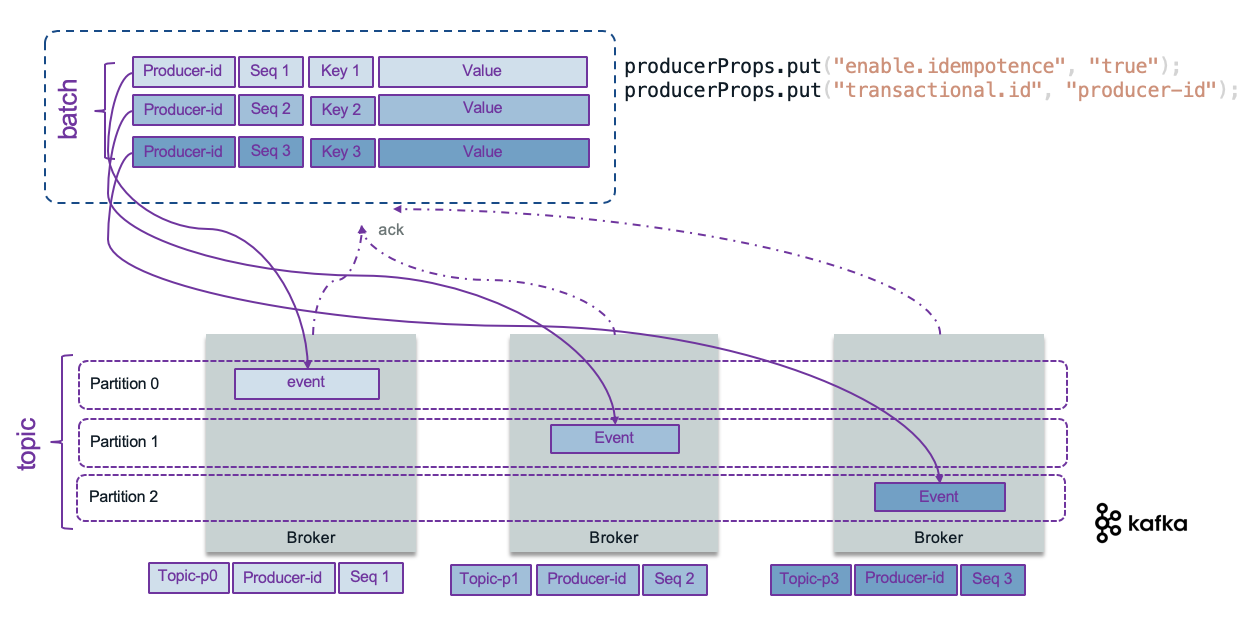 batch
Producer-id Seq 1 Key 1 Value
Producer-id Seq 2 Key 2 Value
Producer-id Seq 3 Key 3 Value
producerProps.put("enable.idempotence", "true");
producerProps.put("transactional.id", "producer-id");
ack
topic
Partition 0 event
Partition 1 Event
Partition 2 Event
Broker Broker Broker
kafka
Topic-p0 Producer-id Seq 1
Topic-p1 Producer-id Seq 2
Topic-p3 Producer-id Seq 3